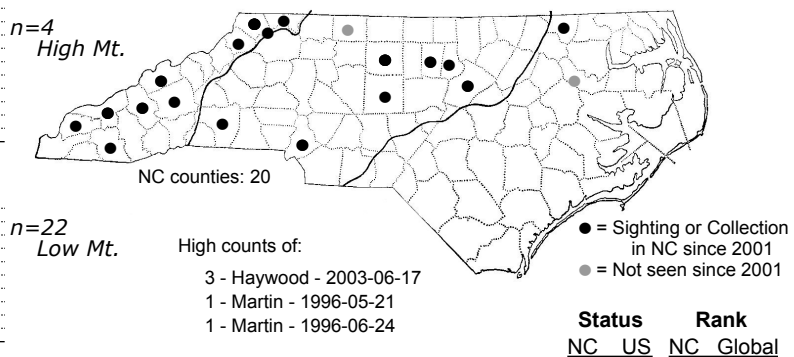 n=4
High Mt.
NC counties: 20
n=22
Low Mt.
High counts of:
3 - Haywood - 2003-06-17
1 - Martin - 1996-05-21
1 - Martin - 1996-06-24
= Sighting or Collection
in NC since 2001
= Not seen since 2001
Status Rank
NC US NC Global